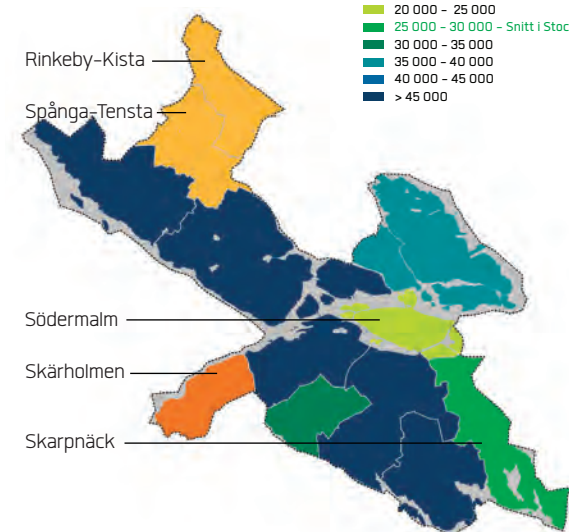 20 000 – 25 000
25 000 – 30 000 – Snitt i Stoc
30 000 – 35 000
35 000 – 40 000
40 000 – 45 000
> 45 000
Rinkeby-Kista
Spånga-Tensta
Södermalm
Skärholmen
Skarpnäck